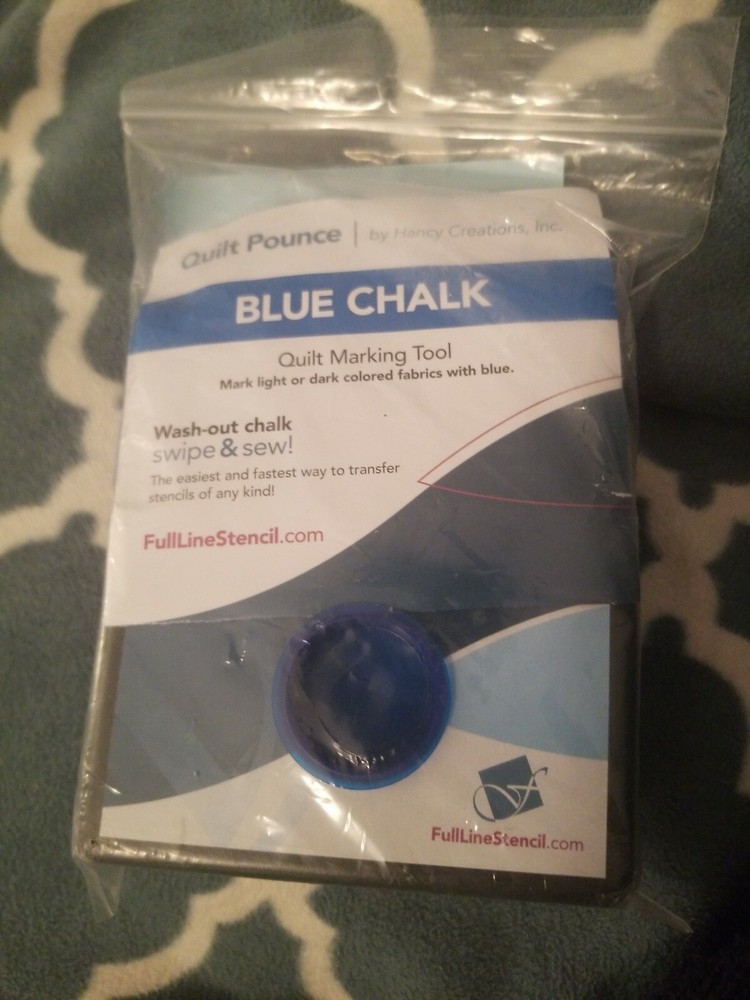 Quilt Pounce | by Hancy Creations, Inc.
BLUE CHALK
Quilt Marking Tool
Mark light or dark colored fabrics with blue.
Wash-out chalk
swipe & sew!
The easiest and fastest way to transfer
stencils of any kind!
FullLineStencil.com
FullLineStencil.com